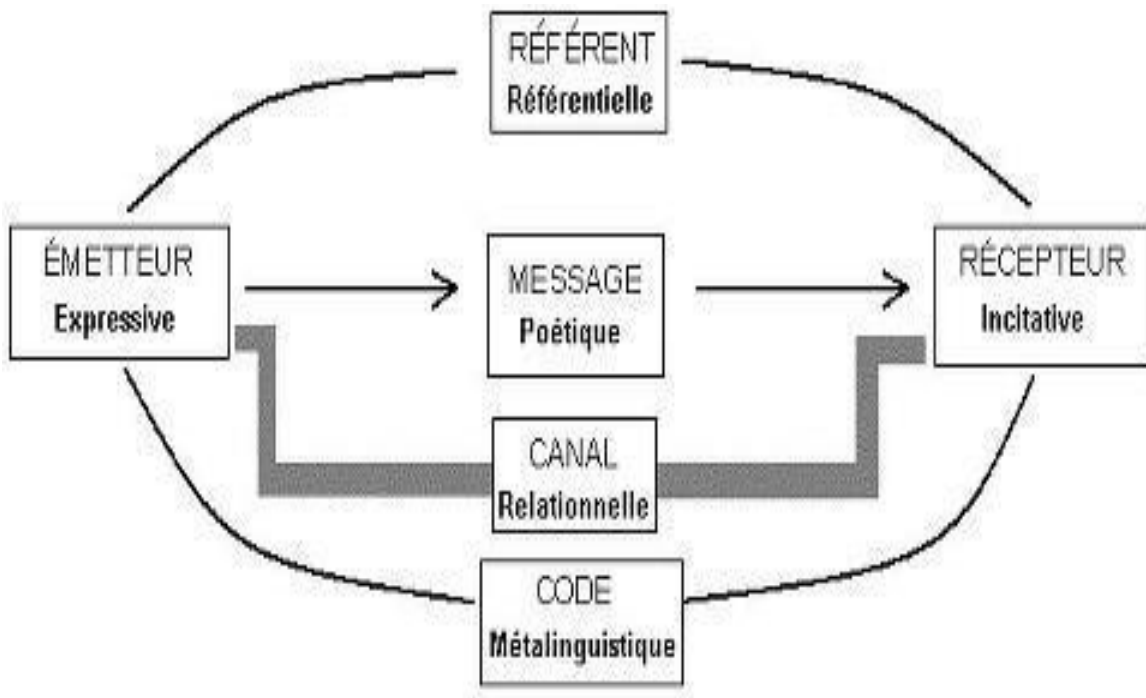 RÉFÉRENT
Référentielle
ÉMETTEUR
Expressive
MESSAGE
Poétique
RÉCEPTEUR
Incitative
CANAL
Relationnelle
CODE
Métalinguistique